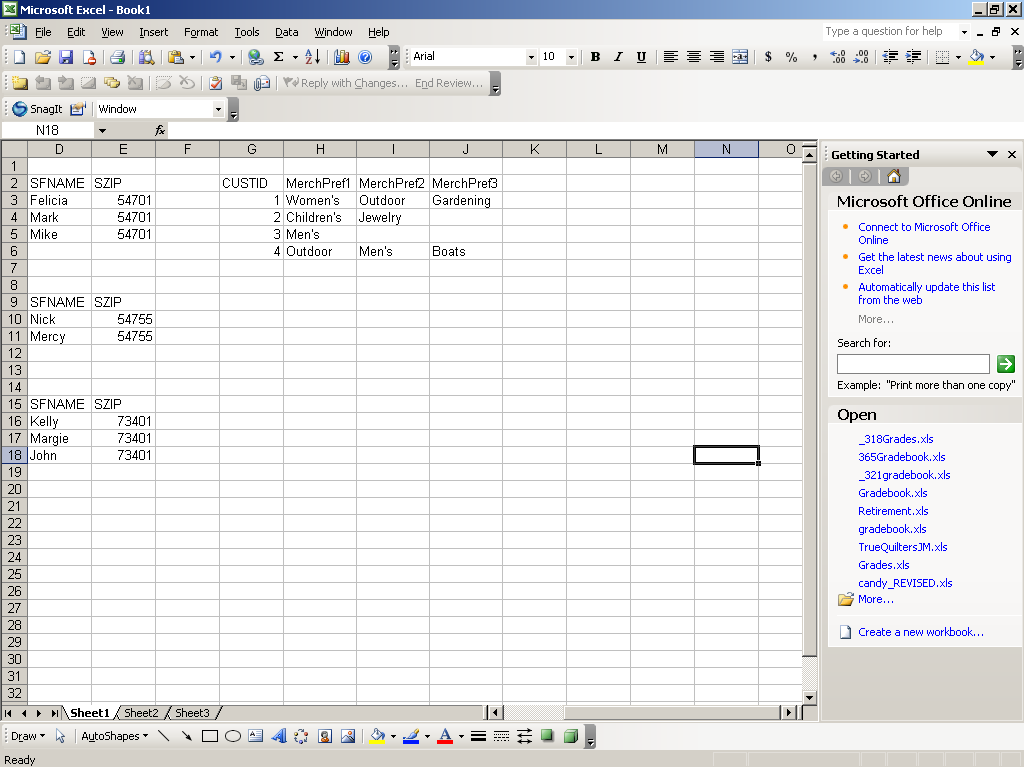 Microsoft Excel - Book1
File Edit View Insert Format Tools Data Window Help Type a question for help
Arial 10 B I U $ % ,
Reply with Changes... End Review...
SnagIt Window
N18 fx
D E F G H I J K L M N O
1
2 SFNAME SZIP CUSTID MerchPref1 MerchPref2 MerchPref3
3 Felicia 54701 1 Women's Outdoor Gardening
4 Mark 54701 2 Children's Jewelry
5 Mike 54701 3 Men's
6 4 Outdoor Men's Boats
7
8
9 SFNAME SZIP
10 Nick 54755
11 Mercy 54755
12
13
14
15 SFNAME SZIP
16 Kelly 73401
17 Margie 73401
18 John 73401
19
20
21
22
23
24
25
26
27
28
29
30
31
32
Getting Started
Microsoft Office Online
Connect to Microsoft Office
Online
Get the latest news about using
Excel
Automatically update this list
from the web
More...
Search for:
Example: "Print more than one copy"
Open
_318Grades.xls
365Gradebook.xls
_321gradebook.xls
Gradebook.xls
Retirement.xls
gradebook.xls
TrueQuiltersJM.xls
Grades.xls
candy_REVISED.xls
More...
Create a new workbook...
Sheet1 Sheet2 Sheet3
Draw AutoShapes A
Ready